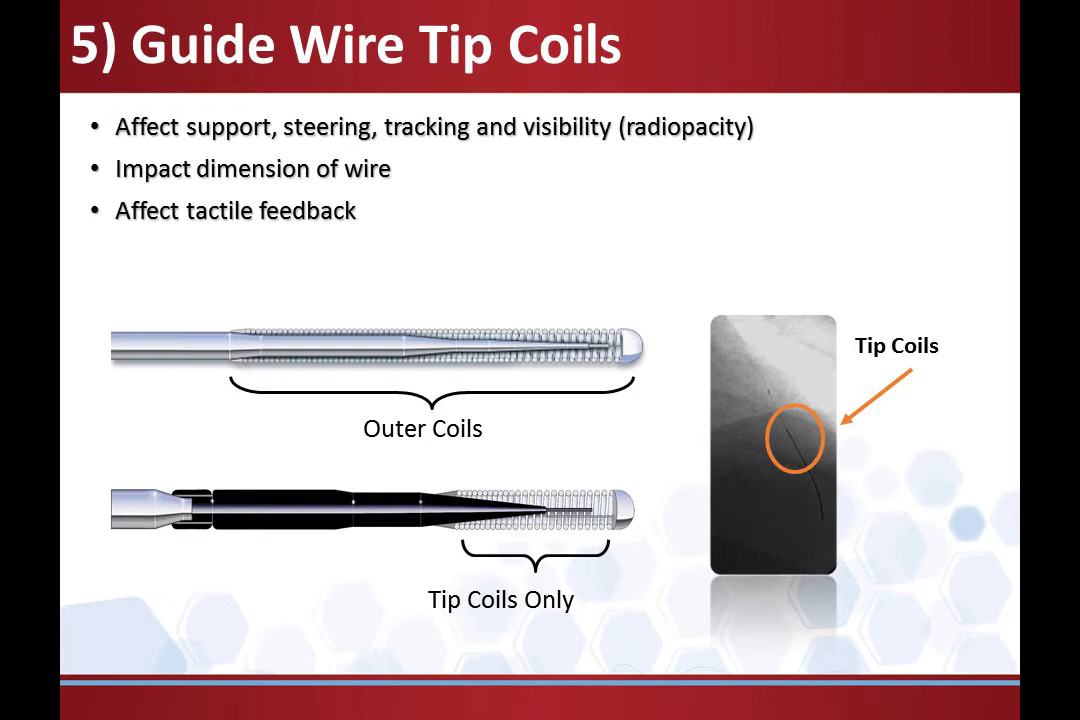 5) Guide Wire Tip Coils
• Affect support, steering, tracking and visibility (radiopacity)
• Impact dimension of wire
• Affect tactile feedback
Tip Coils
Outer Coils
Tip Coils Only